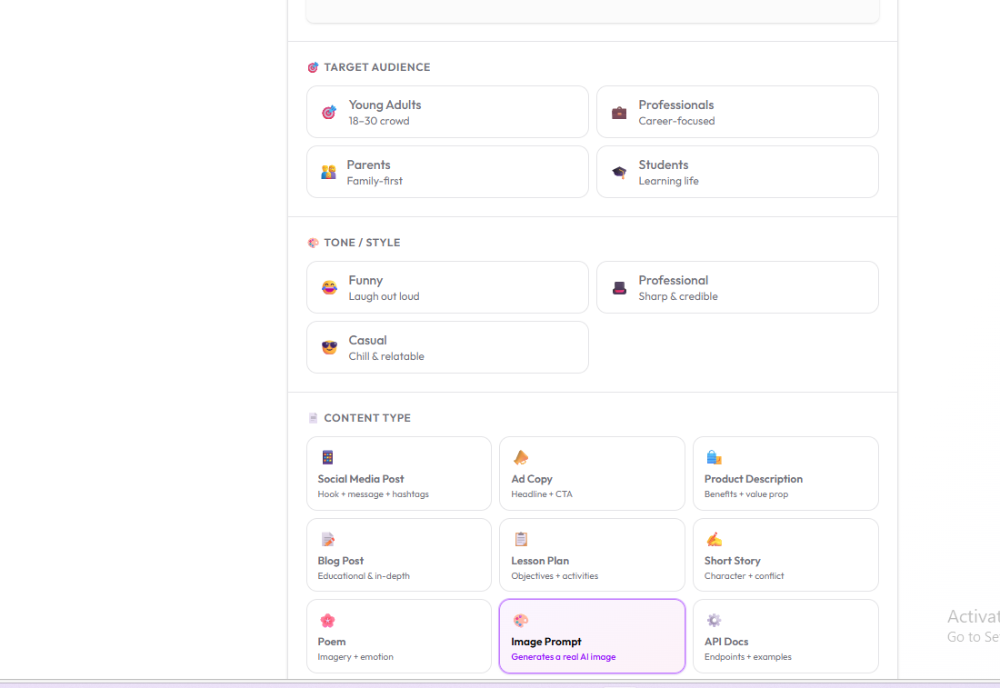 TARGET AUDIENCE
Young Adults
18–30 crowd
Professionals
Career-focused
Parents
Family-first
Students
Learning life
TONE / STYLE
Funny
Laugh out loud
Professional
Sharp & credible
Casual
Chill & relatable
CONTENT TYPE
Social Media Post
Hook + message + hashtags
Ad Copy
Headline + CTA
Product Description
Benefits + value prop
Blog Post
Educational & in-depth
Lesson Plan
Objectives + activities
Short Story
Character + conflict
Poem
Imagery + emotion
Image Prompt
Generates a real AI image
API Docs
Endpoints + examples
Activat
Go to Se